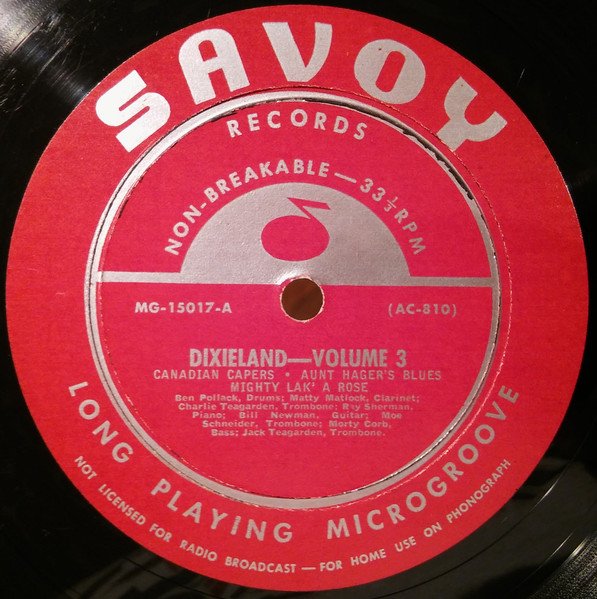 SAVOY
RECORDS
NON-BREAKABLE—33⅓RPM
MG-15017-A
(AC-810)
DIXIELAND—VOLUME 3
CANADIAN CAPERS • AUNT HAGER'S BLUES
MIGHTY LAK' A ROSE
Ben Pollack, Drums; Matty Matlock, Clarinet;
Charlie Teagarden, Trombone; Ray Sherman,
Piano; Bill Newman, Guitar; Moe
Schneider, Trombone; Morty Corb,
Bass; Jack Teagarden, Trombone.
LONG PLAYING MICROGROOVE
NOT LICENSED FOR RADIO BROADCAST—FOR HOME USE ON PHONOGRAPH